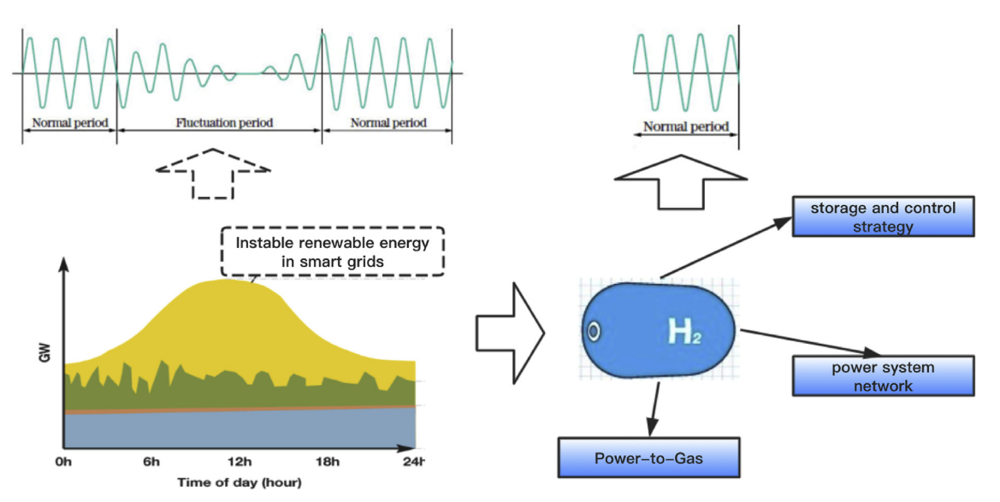 Normal period
Fluctuation period
Normal period
Normal period
storage and control
strategy
Instable renewable energy
in smart grids
GW
H₂
power system
network
Power-to-Gas
0h
6h
12h
18h
24h
Time of day (hour)